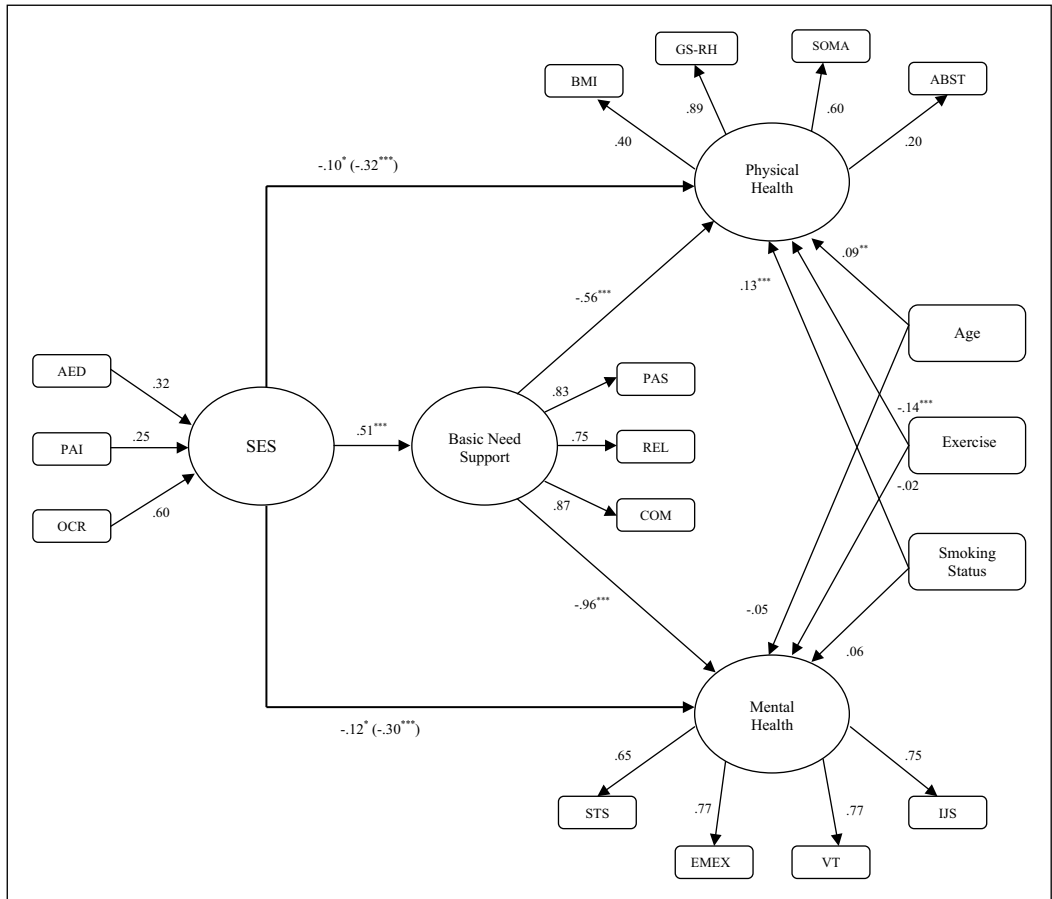 GS-RH
SOMA
BMI
ABST
.89
.60
.40
.20
-.10* (-.32***)
Physical
Health
.09**
.13***
-.56***
Age
AED
PAS
.32
.83
-.14***
PAI
.25
SES
.51***
Basic Need
Support
.75
REL
Exercise
-.02
OCR
.60
.87
COM
Smoking
Status
-.96***
-.05
.06
Mental
Health
-.12* (-.30***)
.65
.75
STS
.77
.77
IJS
EMEX
VT